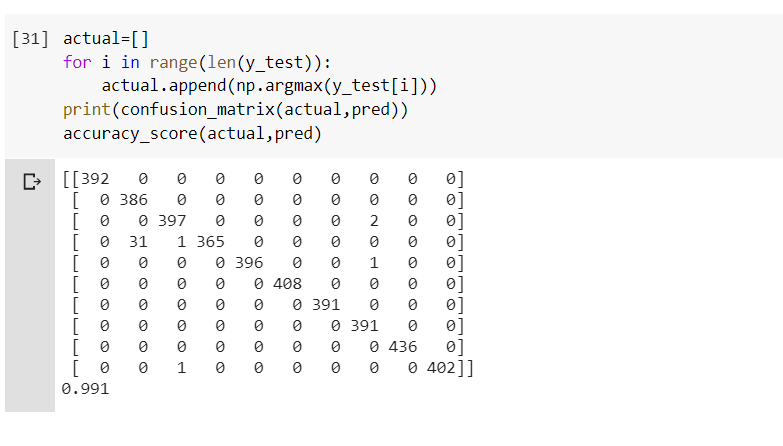 [31] actual=[]
for i in range(len(y_test)):
    actual.append(np.argmax(y_test[i]))
print(confusion_matrix(actual,pred))
accuracy_score(actual,pred)
[[392   0   0   0   0   0   0   0   0   0]
 [  0 386   0   0   0   0   0   0   0   0]
 [  0   0 397   0   0   0   0   2   0   0]
 [  0  31   1 365   0   0   0   0   0   0]
 [  0   0   0   0 396   0   0   1   0   0]
 [  0   0   0   0   0 408   0   0   0   0]
 [  0   0   0   0   0   0 391   0   0   0]
 [  0   0   0   0   0   0   0 391   0   0]
 [  0   0   0   0   0   0   0   0 436   0]
 [  0   0   1   0   0   0   0   0   0 402]]
0.991